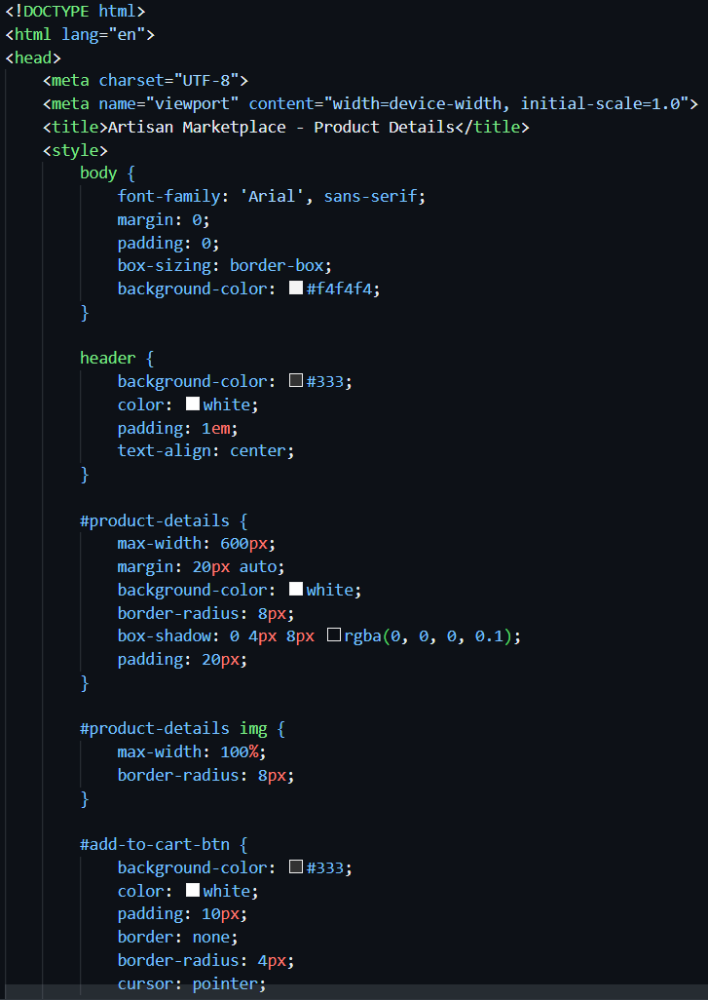 <!DOCTYPE html>
<html lang="en">
<head>
    <meta charset="UTF-8">
    <meta name="viewport" content="width=device-width, initial-scale=1.0">
    <title>Artisan Marketplace - Product Details</title>
    <style>
        body {
            font-family: 'Arial', sans-serif;
            margin: 0;
            padding: 0;
            box-sizing: border-box;
            background-color: #f4f4f4;
        }

        header {
            background-color: #333;
            color: white;
            padding: 1em;
            text-align: center;
        }

        #product-details {
            max-width: 600px;
            margin: 20px auto;
            background-color: white;
            border-radius: 8px;
            box-shadow: 0 4px 8px rgba(0, 0, 0, 0.1);
            padding: 20px;
        }

        #product-details img {
            max-width: 100%;
            border-radius: 8px;
        }

        #add-to-cart-btn {
            background-color: #333;
            color: white;
            padding: 10px;
            border: none;
            border-radius: 4px;
            cursor: pointer;